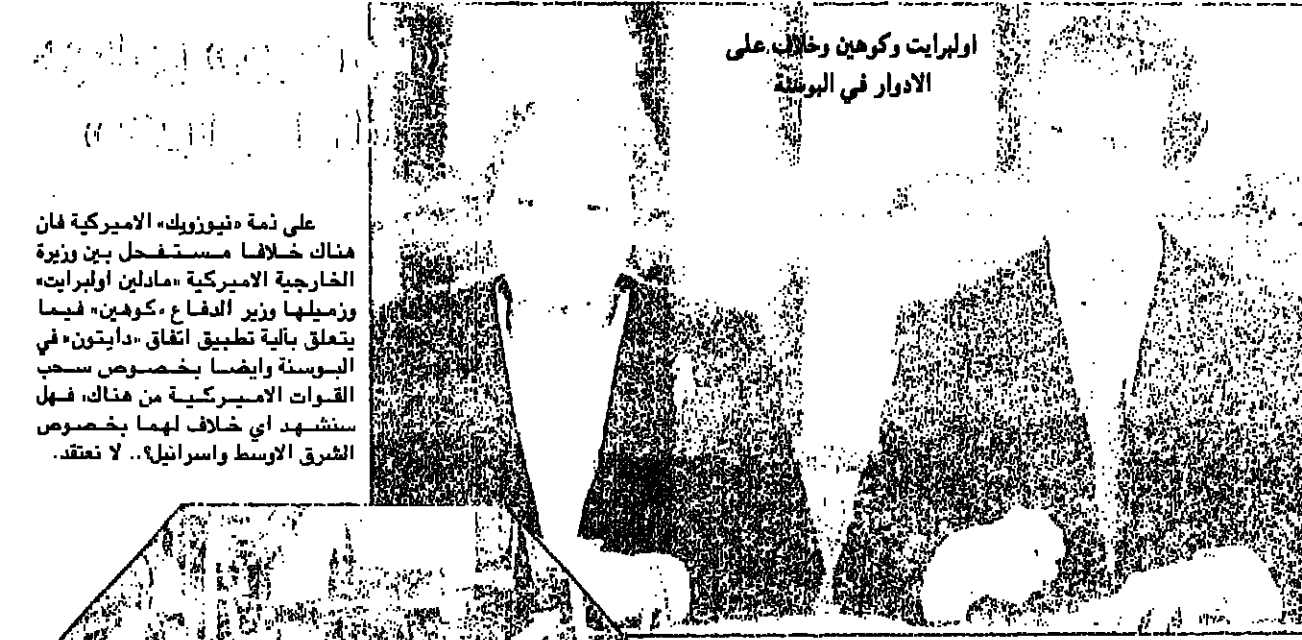 اولبرايت وكوهين وخلاف على
الادوار في البوسنة
على ذمة «نيوزويك» الاميركية فان
هناك خلافا مستفحل بين وزيرة
الخارجية الاميركية «مادلين اولبرايت»
وزميلها وزير الدفاع «كوهين» فيما
يتعلق بآلية تطبيق اتفاق «دايتون» في
البوسنة وايضا بخصوص سحب
القوات الاميركية من هناك، فهل
سنشهد اي خلاف لهما بخصوص
الشرق الاوسط واسرائيل؟.. لا نعتقد.